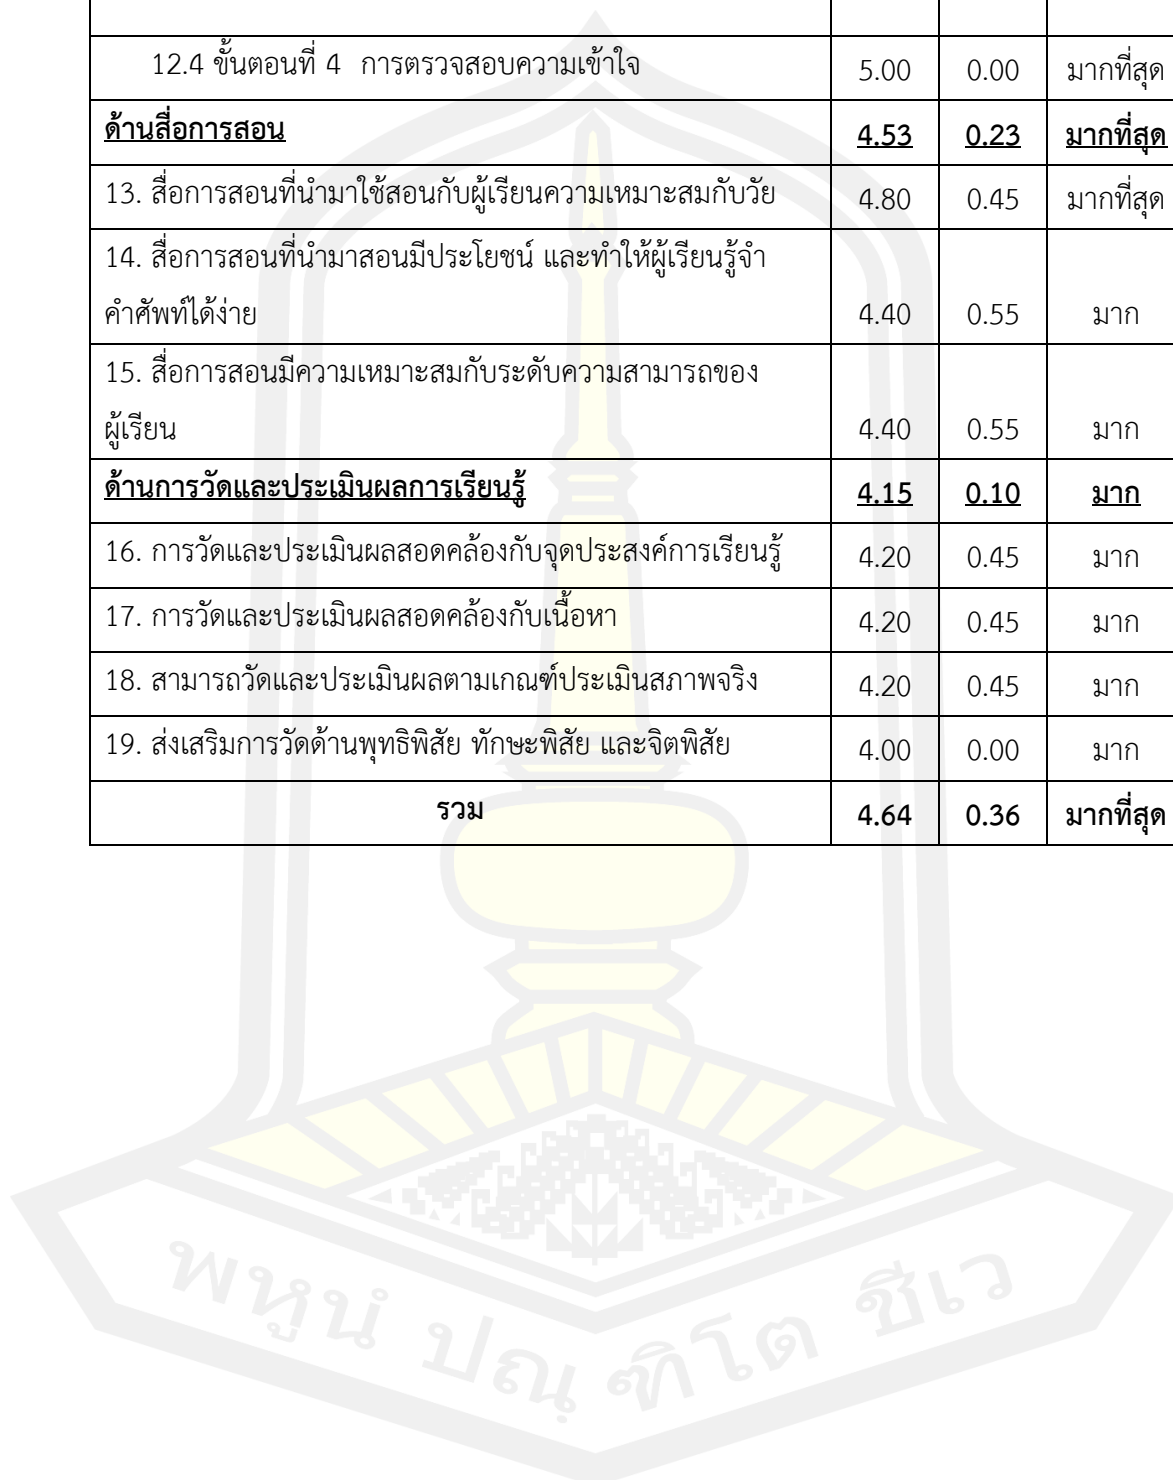 12.4 ขั้นตอนที่ 4 การตรวจสอบความเข้าใจ 5.00 0.00 มากที่สุด
ด้านสื่อการสอน 4.53 0.23 มากที่สุด
13. สื่อการสอนที่นำมาใช้สอนกับผู้เรียนความเหมาะสมกับวัย 4.80 0.45 มากที่สุด
14. สื่อการสอนที่นำมาสอนมีประโยชน์ และทำให้ผู้เรียนรู้จำ
คำศัพท์ได้ง่าย 4.40 0.55 มาก
15. สื่อการสอนมีความเหมาะสมกับระดับความสามารถของ
ผู้เรียน 4.40 0.55 มาก
ด้านการวัดและประเมินผลการเรียนรู้ 4.15 0.10 มาก
16. การวัดและประเมินผลสอดคล้องกับจุดประสงค์การเรียนรู้ 4.20 0.45 มาก
17. การวัดและประเมินผลสอดคล้องกับเนื้อหา 4.20 0.45 มาก
18. สามารถวัดและประเมินผลตามเกณฑ์ประเมินสภาพจริง 4.20 0.45 มาก
19. ส่งเสริมการวัดด้านพุทธิพิสัย ทักษะพิสัย และจิตพิสัย 4.00 0.00 มาก
รวม 4.64 0.36 มากที่สุด
พหูนํ ปณฺฑิโต ชีเว